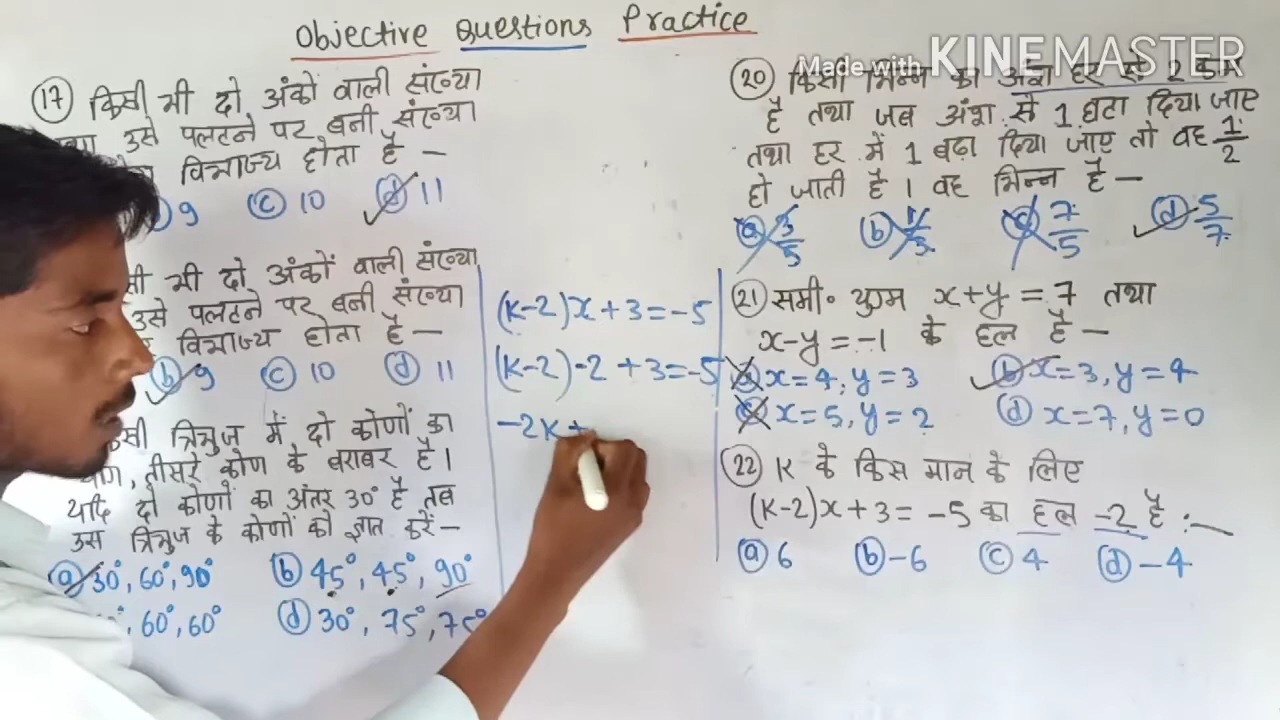 Objective Questions Practice
Made with KINEMASTER
17 किसी भी दो अंकों वाली संख्या
उसे पलटने पर बनी संख्या
विभाज्य होता है –
9 (c) 10 (d) 11
भी दो अंकों वाली संख्या
उसे पलटने पर बनी संख्या
विभाज्य होता है –
(b) 9 (c) 10 (d) 11
त्रिभुज में दो कोणों का
तीसरे कोण के बराबर है।
यदि दो कोणों का अंतर 30° है तब
उस त्रिभुज के कोणों को ज्ञात करें–
(a) 30°, 60°, 90° (b) 45°, 45°, 90°
, 60°, 60° (d) 30°, 75°, 75°
(K-2)x+3=-5
(K-2)-2+3=-5
-2K+
20 किसी भिन्न का अंश हर से 2 कम
है तथा जब अंश से 1 घटा दिया जाए
तथा हर में 1 बढ़ा दिया जाए तो वह 1/2
हो जाती है। वह भिन्न है–
(a) 3/5 (b) 1/3 (c) 7/5 (d) 5/7
21 समी॰ युग्म x+y=7 तथा
x-y=-1 के हल है–
(a) x=4, y=3 (b) x=3, y=4
(c) x=5, y=2 (d) x=7, y=0
22 K के किस मान के लिए
(K-2)x+3=-5 का हल -2 है :–
(a) 6 (b) -6 (c) 4 (d) -4